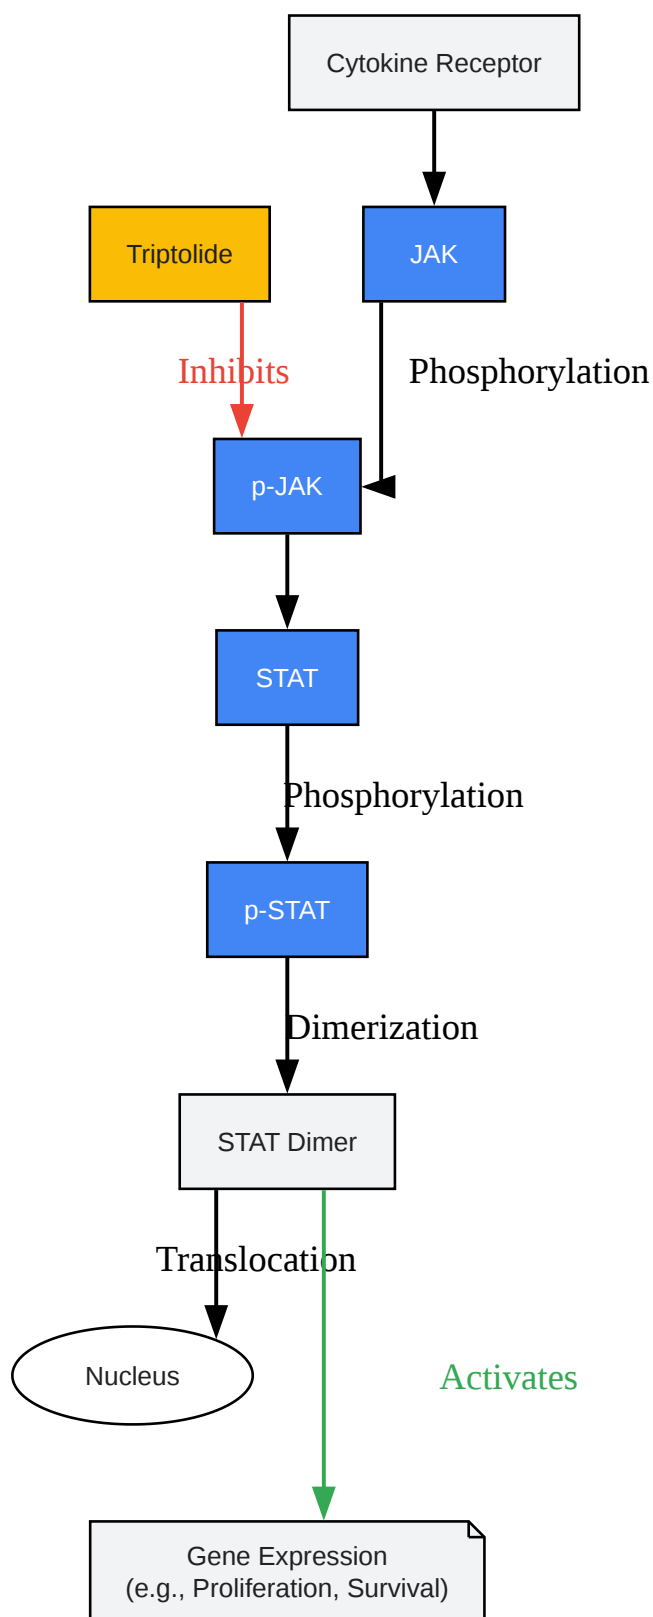 Cytokine Receptor
Triptolide
JAK
Inhibits
Phosphorylation
p-JAK
STAT
Phosphorylation
p-STAT
Dimerization
STAT Dimer
Translocation
Nucleus
Activates
Gene Expression
(e.g., Proliferation, Survival)